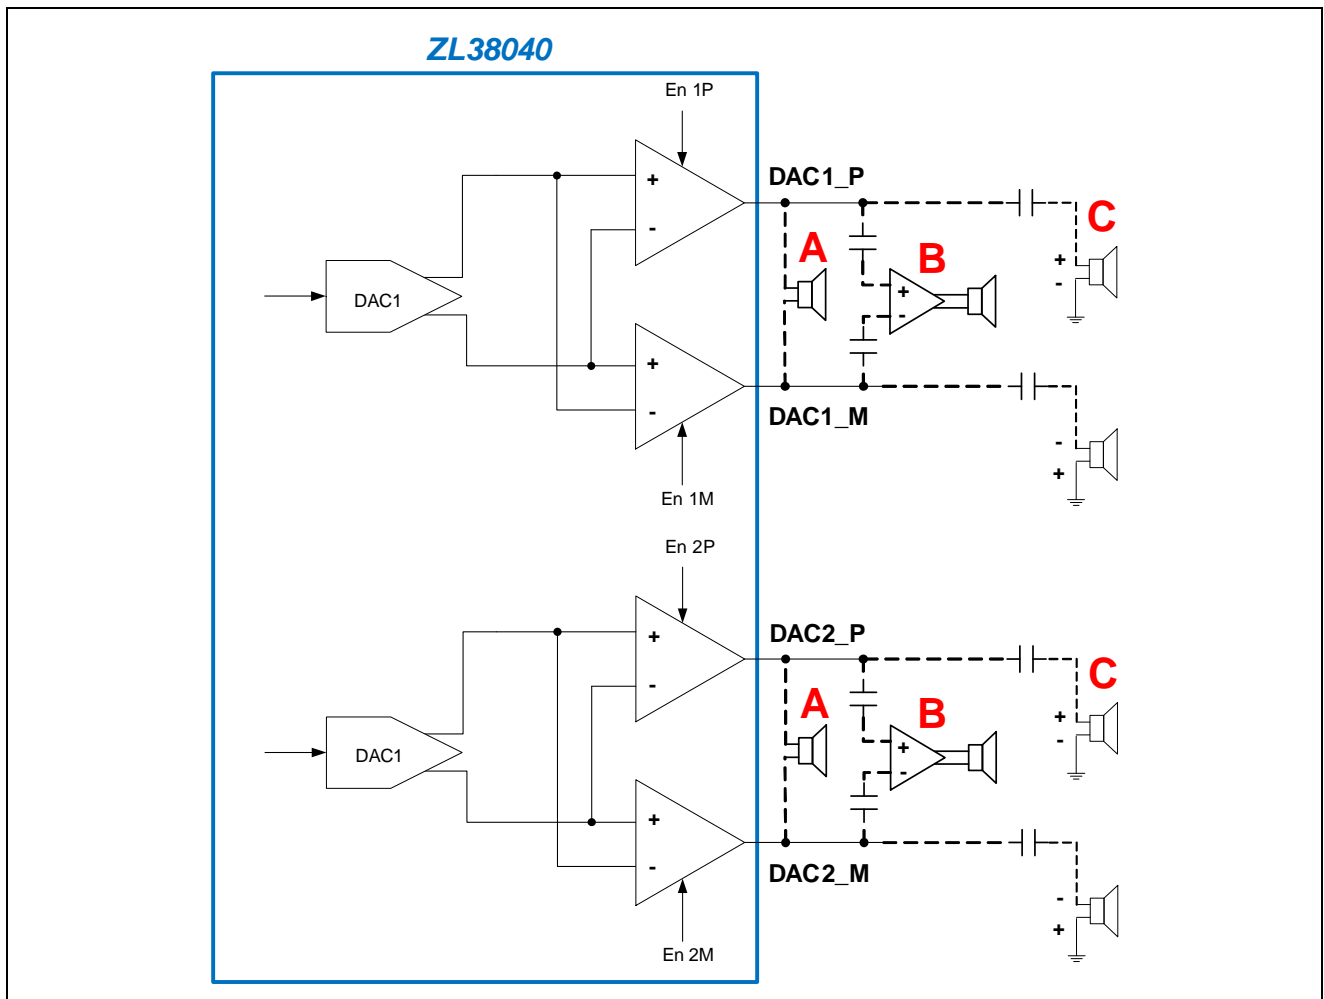 ZL38040
En 1P
DAC1_P
C
+
A
B
+
-
-
+
-
DAC1
+
-
DAC1_M
-
+
En 1M
En 2P
DAC2_P
C
+
A
B
+
-
-
+
-
DAC1
+
-
DAC2_M
-
+
En 2M